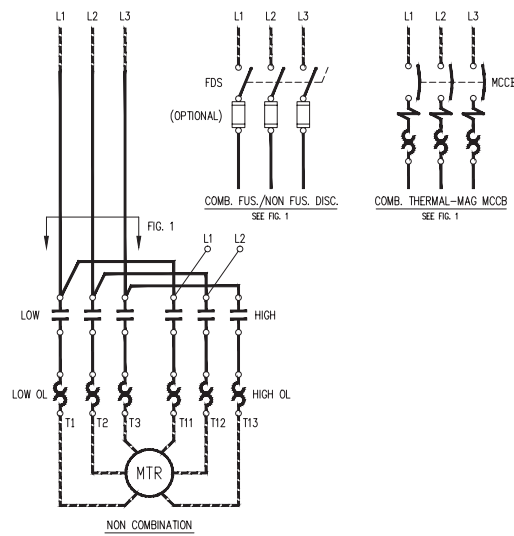 L1 L2 L3
L1 L2 L3
L1 L2 L3
FDS
MCCB
(OPTIONAL)
COMB. FUS./NON FUS. DISC.
SEE FIG. 1
COMB. THERMAL-MAG MCCB
SEE FIG. 1
FIG. 1
L1 L2
LOW
HIGH
LOW OL
HIGH OL
T1 T2 T3 T11 T12 T13
MTR
NON COMBINATION